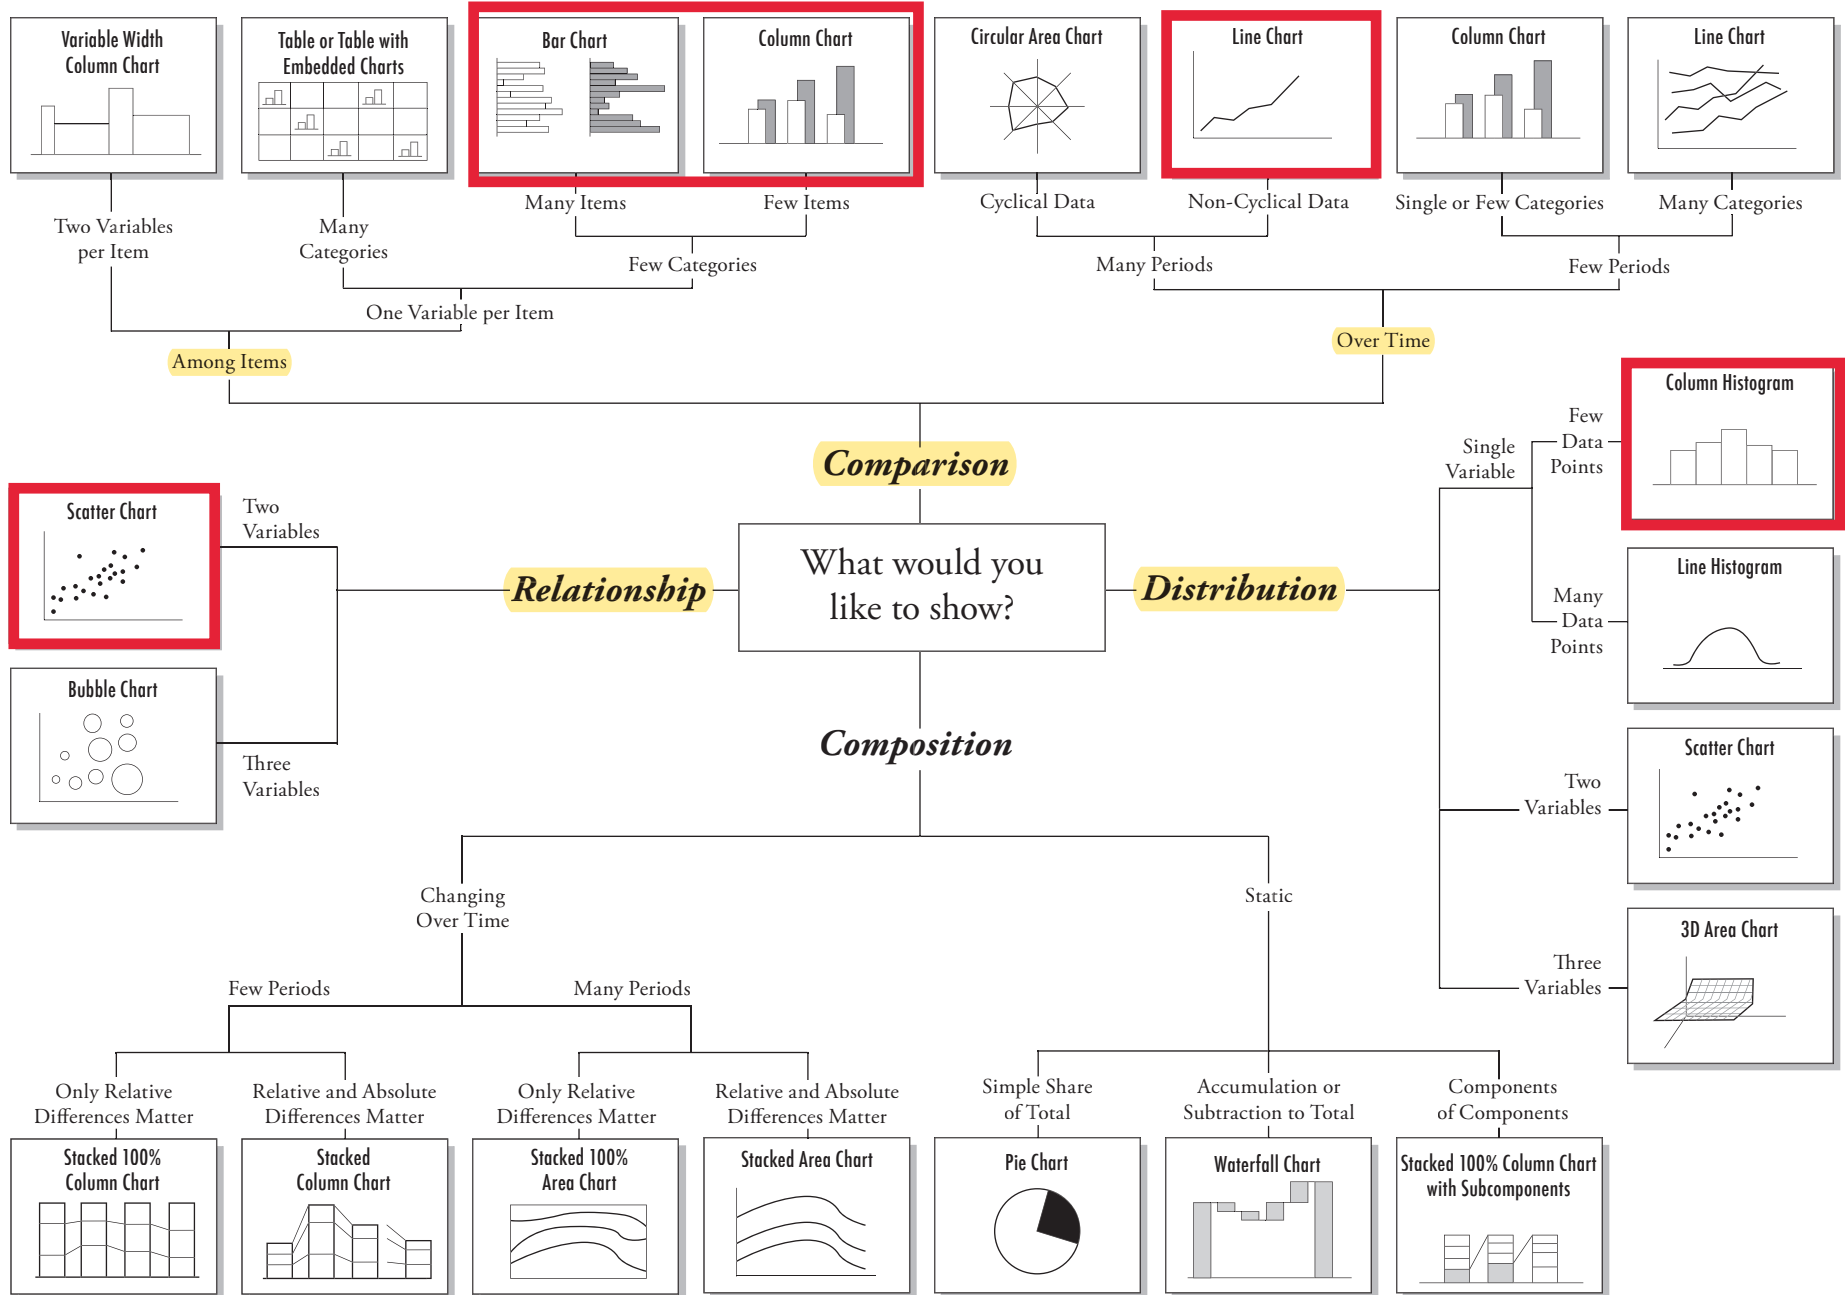 Variable Width
Column Chart
Table or Table with
Embedded Charts
Bar Chart
Column Chart
Circular Area Chart
Line Chart
Column Chart
Line Chart
Two Variables
per Item
Many
Categories
Many Items
Few Items
Cyclical Data
Non-Cyclical Data
Single or Few Categories
Many Categories
Few Categories
Many Periods
Few Periods
One Variable per Item
Among Items
Over Time
Comparison
What would you
like to show?
Relationship
Two
Variables
Scatter Chart
Bubble Chart
Three
Variables
Distribution
Single
Variable
Few
Data
Points
Column Histogram
Many
Data
Points
Line Histogram
Two
Variables
Scatter Chart
Three
Variables
3D Area Chart
Composition
Changing
Over Time
Static
Few Periods
Many Periods
Only Relative
Differences Matter
Relative and Absolute
Differences Matter
Only Relative
Differences Matter
Relative and Absolute
Differences Matter
Simple Share
of Total
Accumulation or
Subtraction to Total
Components
of Components
Stacked 100%
Column Chart
Stacked
Column Chart
Stacked 100%
Area Chart
Stacked Area Chart
Pie Chart
Waterfall Chart
Stacked 100% Column Chart
with Subcomponents